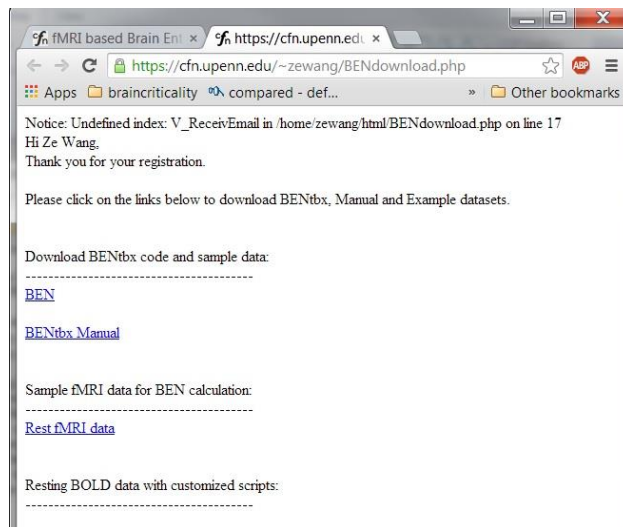 fMRI based Brain En
https://cfn.upenn.edu
https://cfn.upenn.edu/~zewang/BENdownload.php
ABP
Apps braincriticality compared - def... » Other bookmarks
Notice: Undefined index: V_ReceivEmail in /home/zewang/html/BENdownload.php on line 17
Hi Ze Wang,
Thank you for your registration.
Please click on the links below to download BENtbx, Manual and Example datasets.
Download BENtbx code and sample data:
----------------------------------------
BEN
BENtbx Manual
Sample fMRI data for BEN calculation:
----------------------------------------
Rest fMRI data
Resting BOLD data with customized scripts:
----------------------------------------